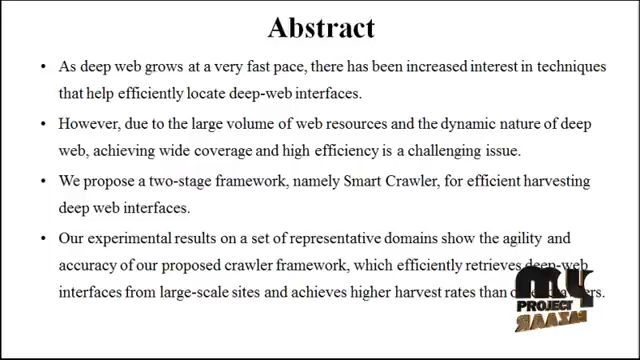 Abstract
• As deep web grows at a very fast pace, there has been increased interest in techniques
that help efficiently locate deep-web interfaces.
• However, due to the large volume of web resources and the dynamic nature of deep
web, achieving wide coverage and high efficiency is a challenging issue.
• We propose a two-stage framework, namely Smart Crawler, for efficient harvesting
deep web interfaces.
• Our experimental results on a set of representative domains show the agility and
accuracy of our proposed crawler framework, which efficiently retrieves deep-web
interfaces from large-scale sites and achieves higher harvest rates than
MY
PROJECT